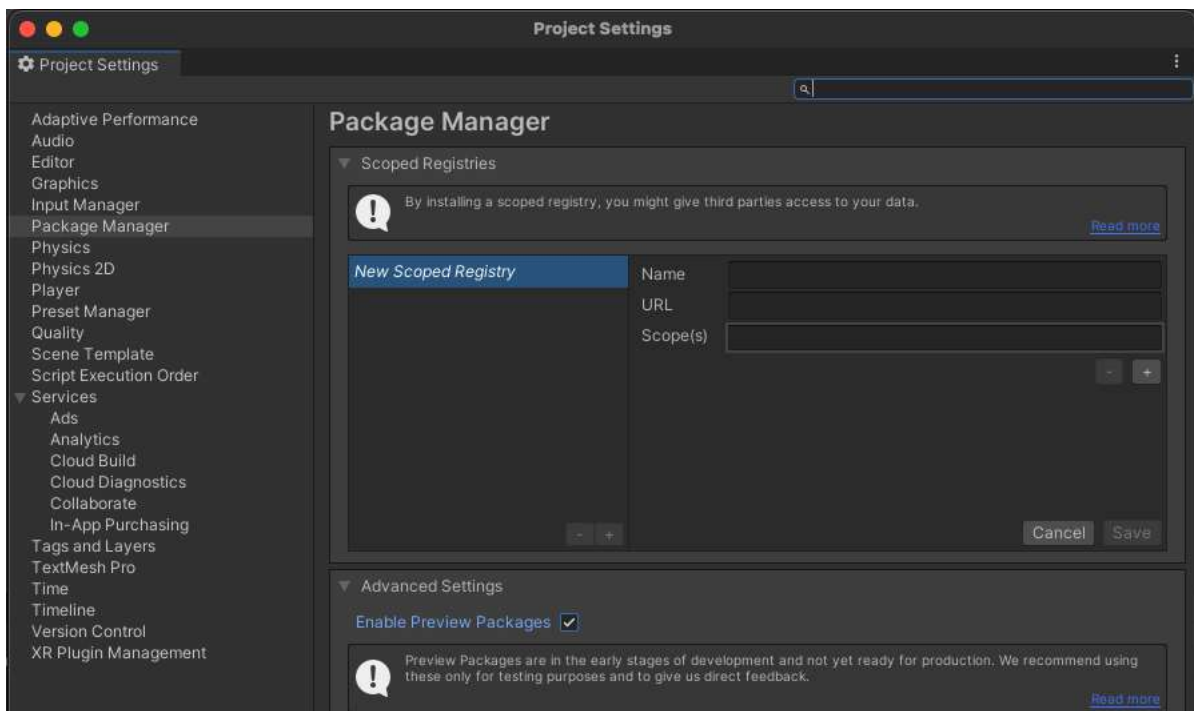 Project Settings
Project Settings
Adaptive Performance
Audio
Editor
Graphics
Input Manager
Package Manager
Physics
Physics 2D
Player
Preset Manager
Quality
Scene Template
Script Execution Order
Services
Ads
Analytics
Cloud Build
Cloud Diagnostics
Collaborate
In-App Purchasing
Tags and Layers
TextMesh Pro
Time
Timeline
Version Control
XR Plugin Management
Package Manager
Scoped Registries
By installing a scoped registry, you might give third parties access to your data.
Read more
New Scoped Registry
Name
URL
Scope(s)
- +
- +
Cancel Save
Advanced Settings
Enable Preview Packages
Preview Packages are in the early stages of development and not yet ready for production. We recommend using
these only for testing purposes and to give us direct feedback.
Read more